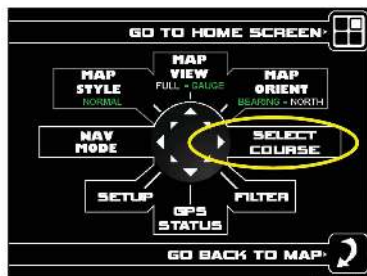 GO TO HOME SCREEN
MAP VIEW
FULL - GAUGE
MAP STYLE
NORMAL
MAP ORIENT
BEARING - NORTH
NAV MODE
SELECT COURSE
SETUP
GPS STATUS
FILTER
GO BACK TO MAP